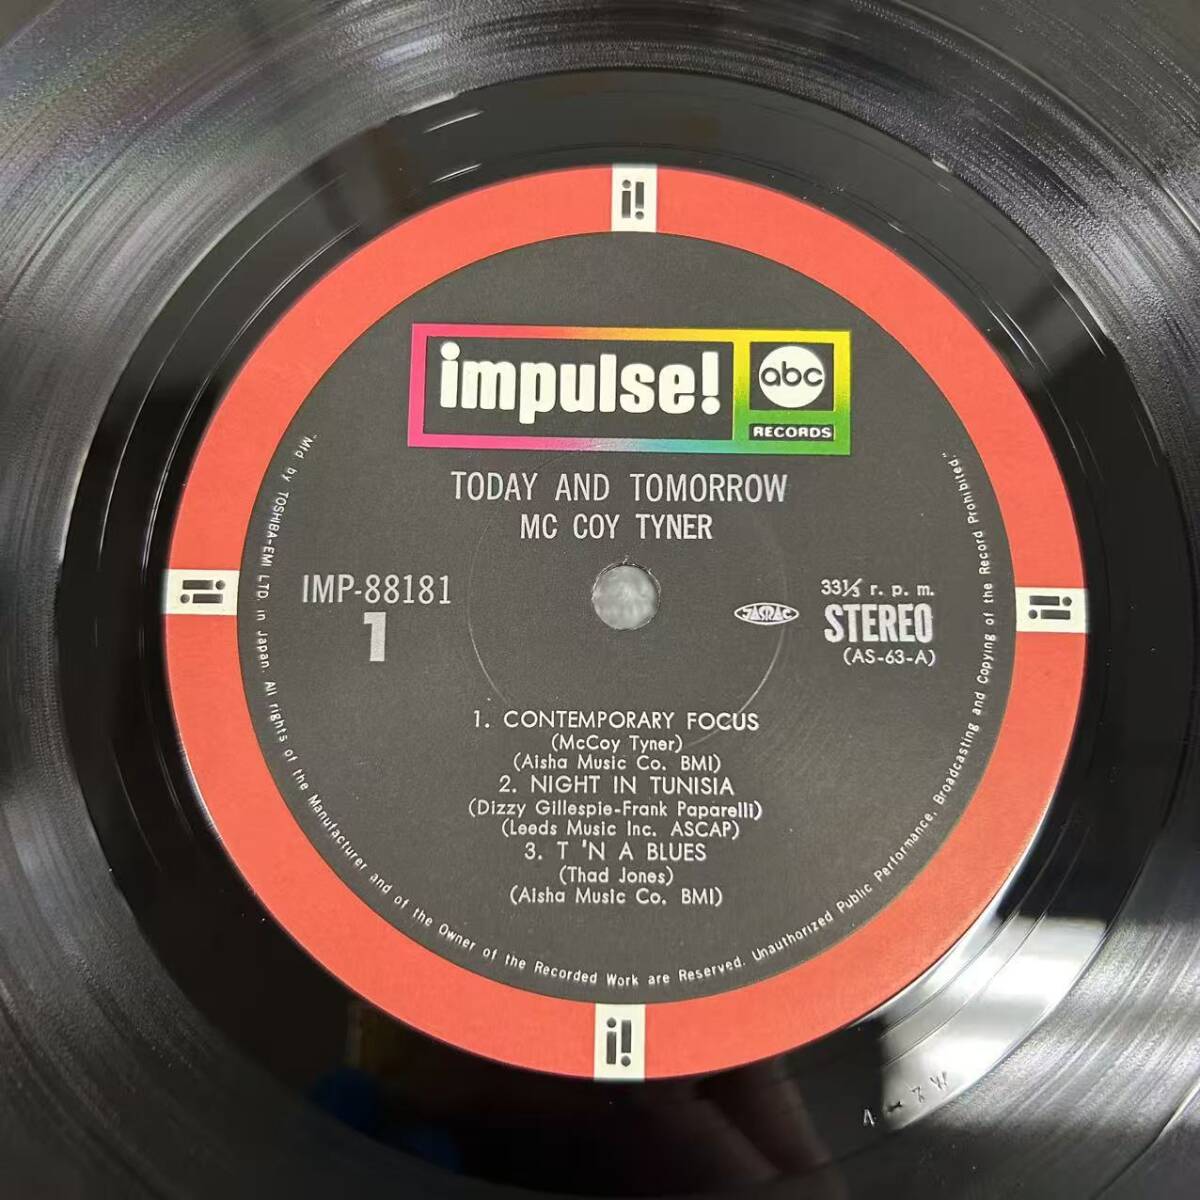 i!
impulse!
abc
RECORDS
TODAY AND TOMORROW
MC COY TYNER
IMP-88181
1
JASRAC
33⅓ r. p. m.
STEREO
(AS-63-A)
i!
i!
1. CONTEMPORARY FOCUS
(McCoy Tyner)
(Aisha Music Co. BMI)
2. NIGHT IN TUNISIA
(Dizzy Gillespie-Frank Paparelli)
(Leeds Music Inc. ASCAP)
3. T 'N A BLUES
(Thad Jones)
(Aisha Music Co. BMI)
"Mfd by TOSHIBA-EMI LTD. in Japan. All rights of the Manufacturer and of the Owner of the Recorded Work are Reserved. Unauthorized Public Performance, Broadcasting and Copying of the Record Prohibited."
i!